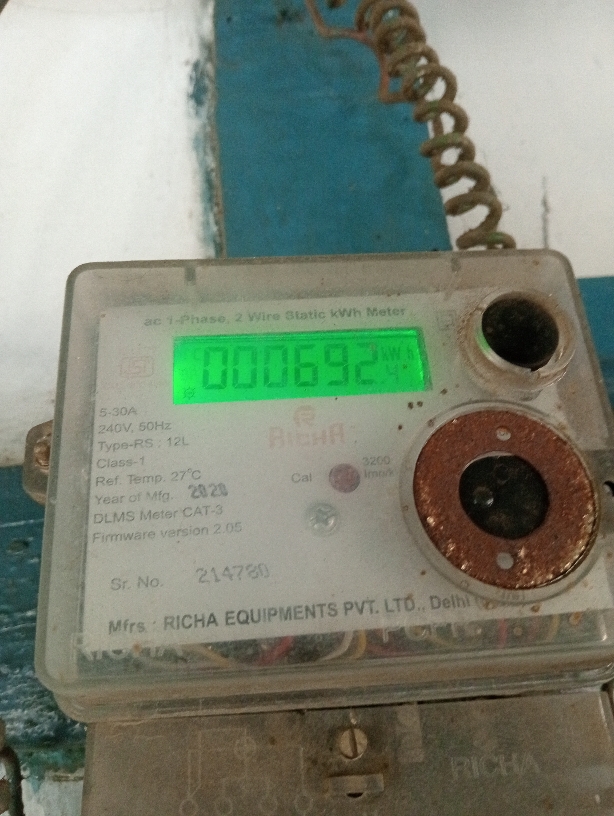 ac 1-Phase, 2 Wire Static kWh Meter
000692 kWh
5-30A
240V, 50Hz
RICHA
Type-RS : 12L
Class-1
Ref. Temp. 27°C
Cal 3200
Year of Mfg. 2020
DLMS Meter CAT-3
Firmware version 2.05
Sr. No. 214780
Mfrs : RICHA EQUIPMENTS PVT. LTD., Delhi
RICHA